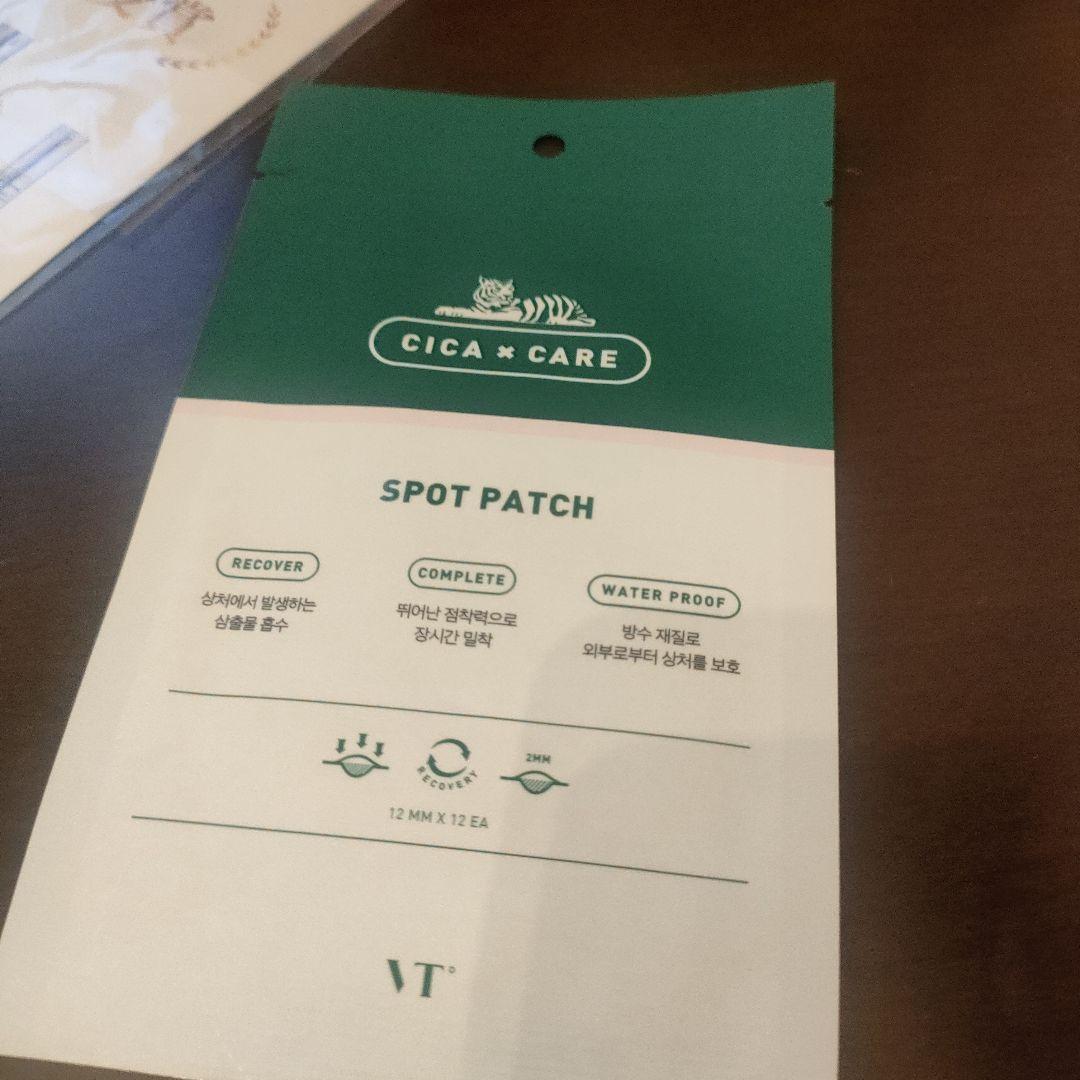 CICA × CARE
SPOT PATCH
RECOVER
상처에서 발생하는
삼출물 흡수
COMPLETE
뛰어난 점착력으로
장시간 밀착
WATER PROOF
방수 재질로
외부로부터 상처를 보호
RECOVERY
2MM
12 MM X 12 EA
VT